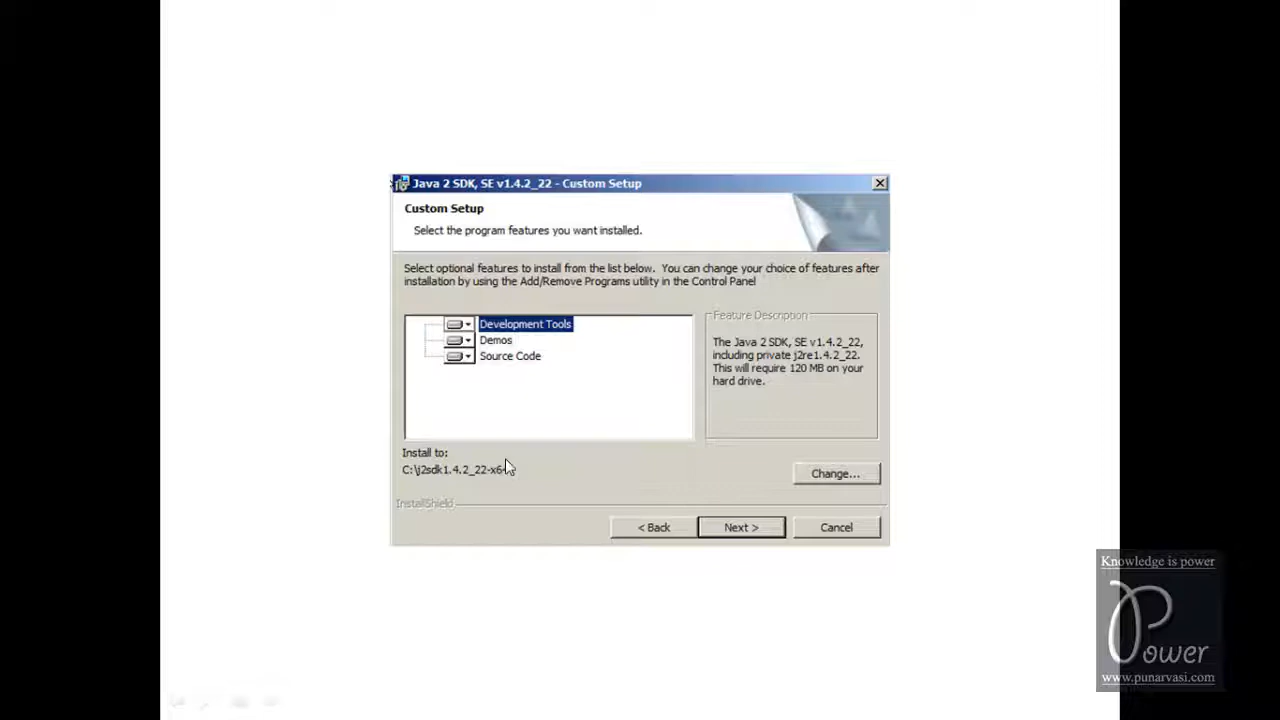 Java 2 SDK, SE v1.4.2_22 - Custom Setup
Custom Setup
Select the program features you want installed.
Select optional features to install from the list below. You can change your choice of features after
installation by using the Add/Remove Programs utility in the Control Panel
Development Tools
Demos
Source Code
Feature Description
The Java 2 SDK, SE v1.4.2_22,
including private j2re1.4.2_22.
This will require 120 MB on your
hard drive.
Install to:
Change...
InstallShield
< Back
Next >
Cancel
Knowledge is power
Power
www.punarvasi.com